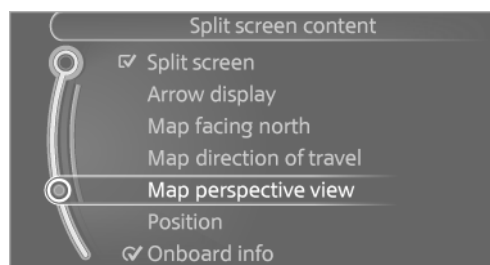 Split screen content
Split screen
Arrow display
Map facing north
Map direction of travel
Map perspective view
Position
Onboard info